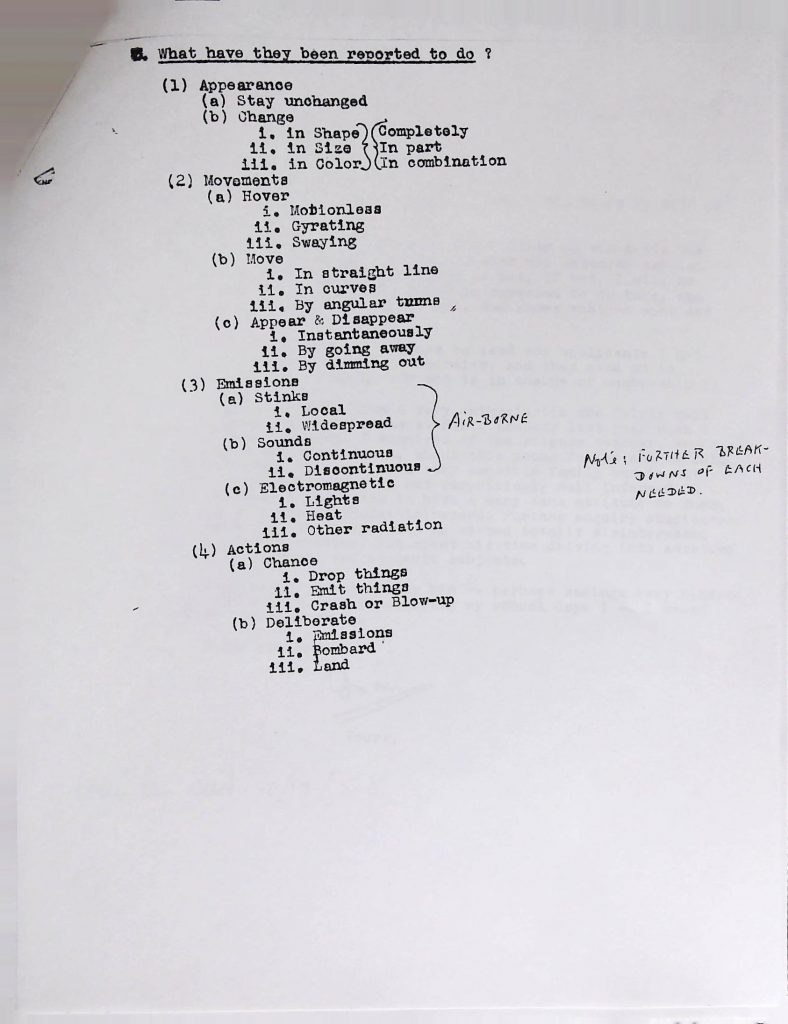 What have they been reported to do ?
(1) Appearance
(a) Stay unchanged
(b) Change
i. in Shape) (Completely
ii. in Size } {In part
iii. in Color) (In combination
(2) Movements
(a) Hover
i. Motionless
ii. Gyrating
iii. Swaying
(b) Move
i. In straight line
ii. In curves
iii. By angular turns
(c) Appear & Disappear
i. Instantaneously
ii. By going away
iii. By dimming out
(3) Emissions
(a) Stinks
i. Local
ii. Widespread
AIR-BORNE
(b) Sounds
i. Continuous
ii. Discontinuous
Note: FURTHER BREAK-
DOWNS OF EACH
NEEDED.
(c) Electromagnetic
i. Lights
ii. Heat
iii. Other radiation
(4) Actions
(a) Chance
i. Drop things
ii. Emit things
iii. Crash or Blow-up
(b) Deliberate
i. Emissions
ii. Bombard
iii. Land